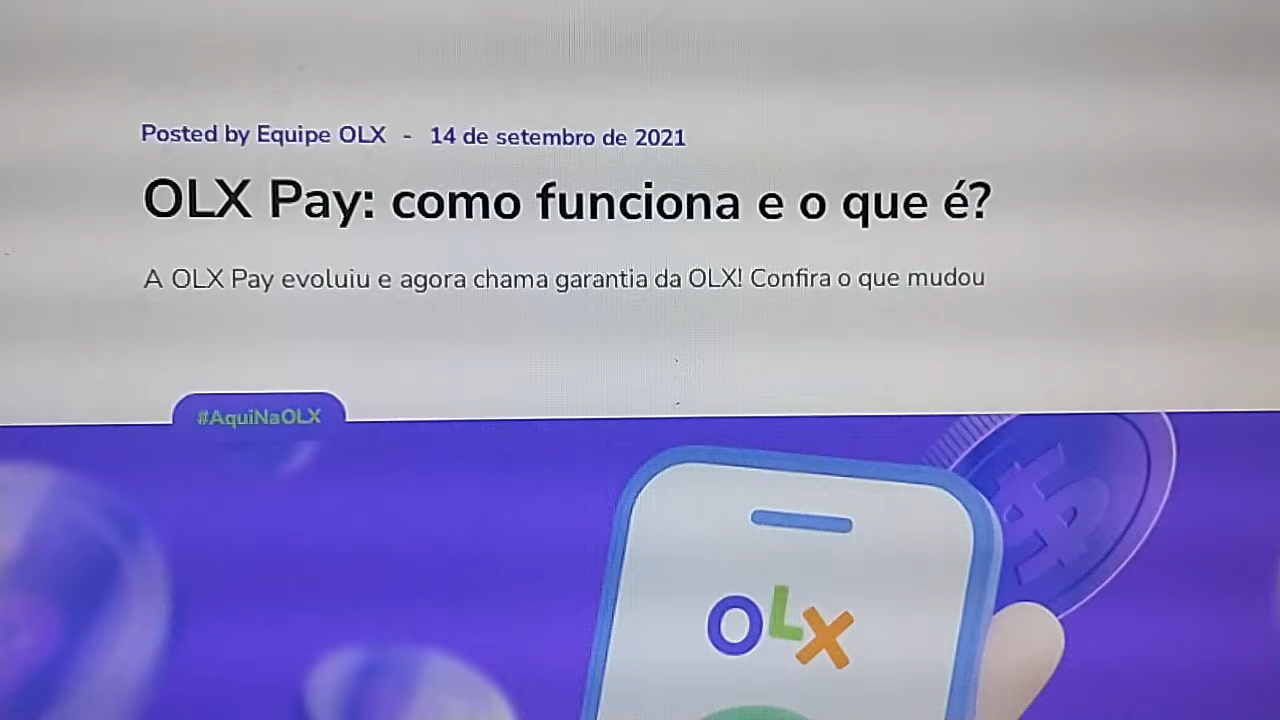 Posted by Equipe OLX - 14 de setembro de 2021
OLX Pay: como funciona e o que é?
A OLX Pay evoluiu e agora chama garantia da OLX! Confira o que mudou
#AquiNaOLX
OLX